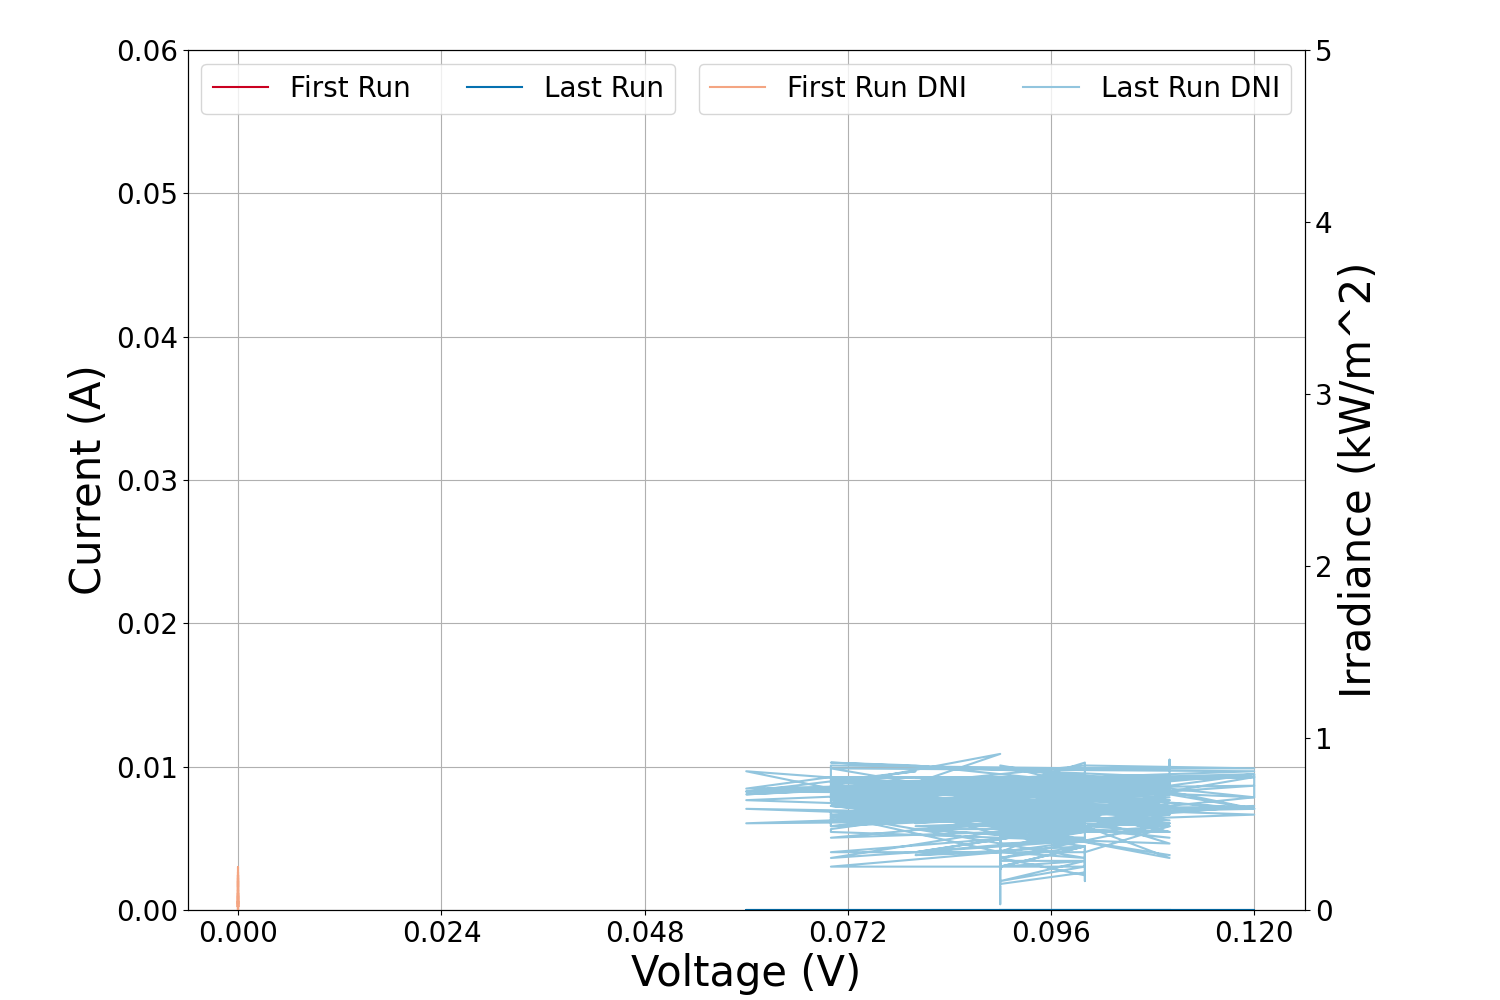 First Run
Last Run
First Run DNI
Last Run DNI
0.06
0.05
0.04
0.03
0.02
0.01
0.00
Current (A)
5
4
3
2
1
0
Irradiance (kW/m^2)
0.000 0.024 0.048 0.072 0.096 0.120
Voltage (V)